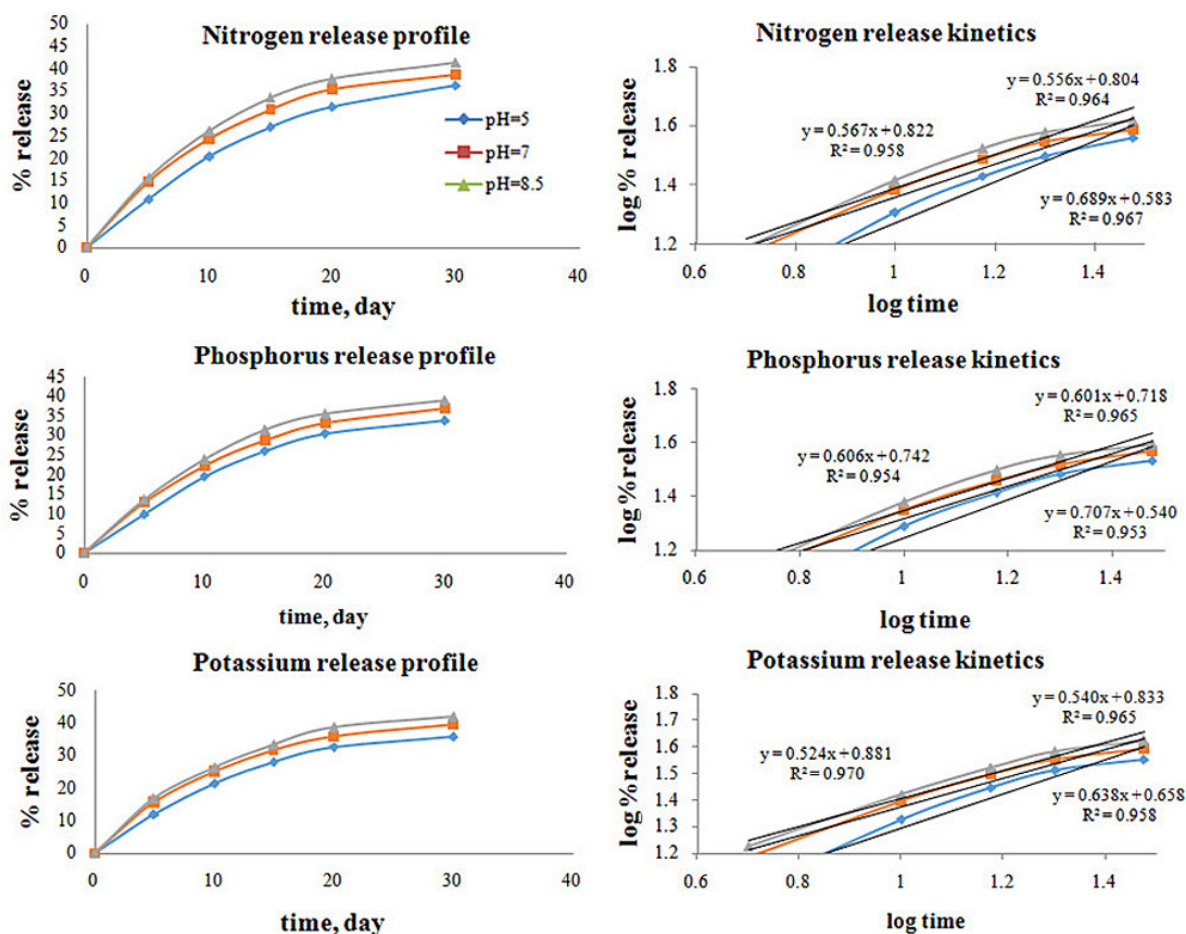 Nitrogen release profile
50
45
40
35
30
25
20
15
10
5
0
% release
pH=5
pH=7
pH=8.5
0 10 20 30 40
time, day
Nitrogen release kinetics
1.8
1.6
1.4
1.2
log % release
y = 0.556x + 0.804
R² = 0.964
y = 0.567x + 0.822
R² = 0.958
y = 0.689x + 0.583
R² = 0.967
0.6 0.8 1 1.2 1.4
log time
Phosphorus release profile
45
40
35
30
25
20
15
10
5
0
% release
0 10 20 30 40
time, day
Phosphorus release kinetics
1.8
1.6
1.4
1.2
log % release
y = 0.601x + 0.718
R² = 0.965
y = 0.606x + 0.742
R² = 0.954
y = 0.707x + 0.540
R² = 0.953
0.6 0.8 1 1.2 1.4
log time
Potassium release profile
50
40
30
20
10
0
% release
0 10 20 30 40
time, day
Potassium release kinetics
1.8
1.7
1.6
1.5
1.4
1.3
1.2
log % release
y = 0.540x + 0.833
R² = 0.965
y = 0.524x + 0.881
R² = 0.970
y = 0.638x + 0.658
R² = 0.958
0.6 0.8 1 1.2 1.4
log time